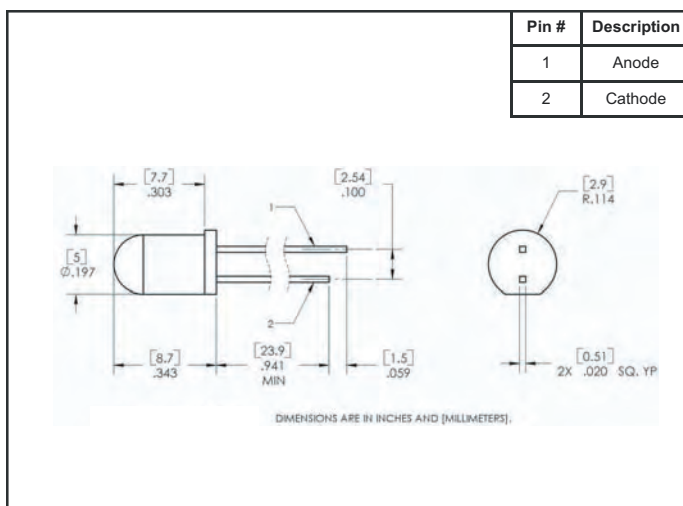 Pin # Description
1 Anode
2 Cathode
[7.7]
.303
[2.54]
.100
[2.9]
R.114
1
[5]
Ø.197
2
[8.7]
.343
[23.9]
.941
MIN
[1.5]
.059
[0.51]
2X .020 SQ. YP
DIMENSIONS ARE IN INCHES AND [MILLIMETERS].